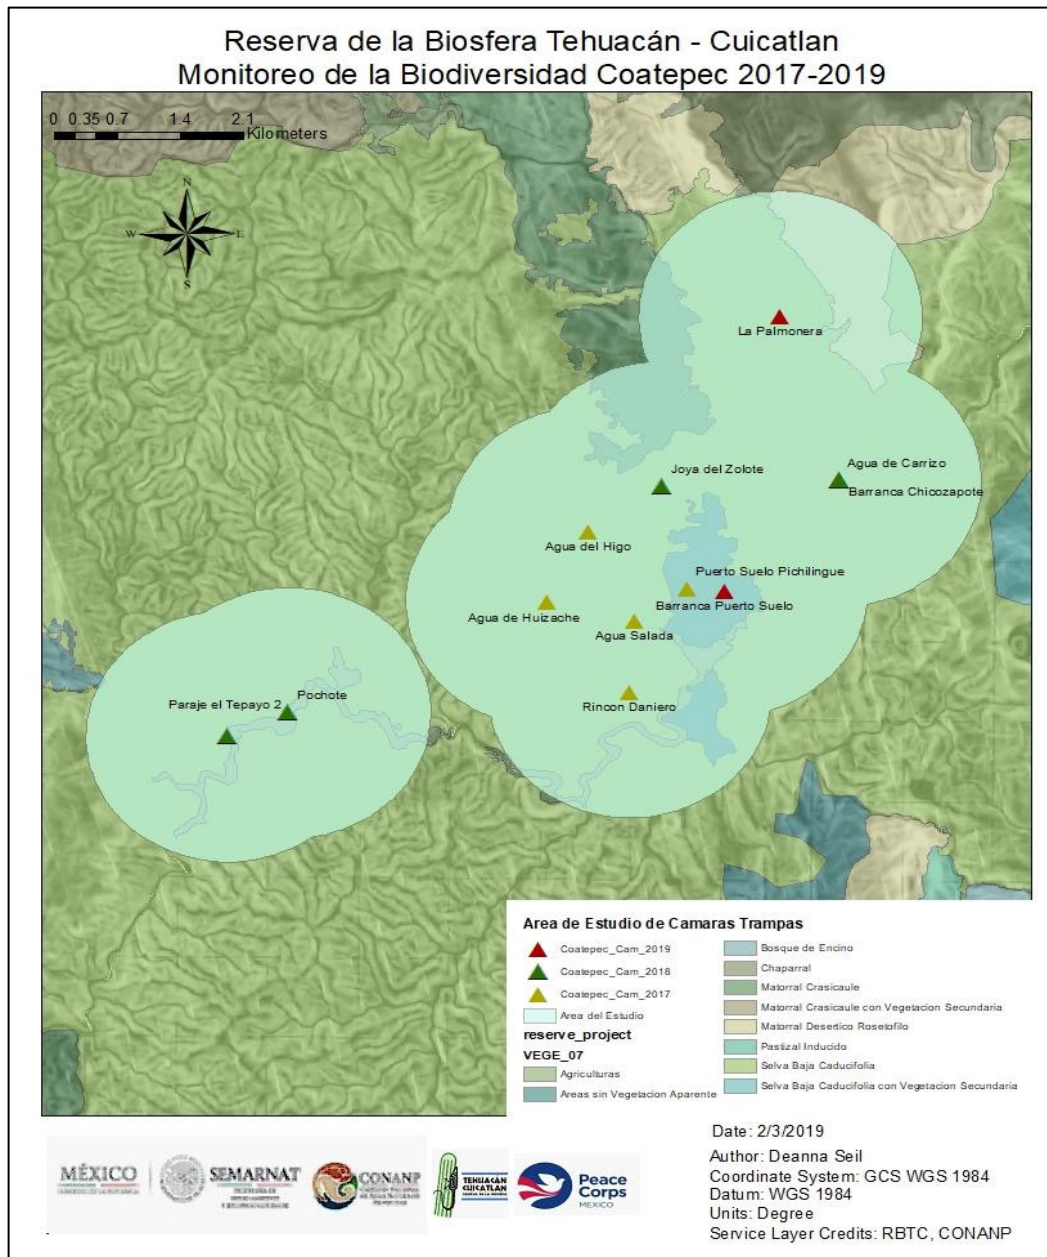 Reserva de la Biosfera Tehuacán - Cuicatlan
Monitoreo de la Biodiversidad Coatepec 2017-2019
0 0.35 0.7 1.4 2.1
Kilometers
N
W E
S
La Palmonera
Joya del Zolote
Agua de Carrizo
Barranca Chicozapote
Agua del Higo
Puerto Suelo Pichilingue
Barranca Puerto Suelo
Agua de Huizache
Agua Salada
Rincon Daniero
Pochote
Paraje el Tepayo 2
Area de Estudio de Camaras Trampas
Coatepec_Cam_2019
Coatepec_Cam_2018
Coatepec_Cam_2017
Area del Estudio
reserve_project
VEGE_07
Agriculturas
Areas sin Vegetacion Aparente
Bosque de Encino
Chaparral
Matorral Crasicaule
Matorral Crasicaule con Vegetacion Secundaria
Matorral Desertico Rosetofilo
Pastizal Inducido
Selva Baja Caducifolia
Selva Baja Caducifolia con Vegetacion Secundaria
Date: 2/3/2019
Author: Deanna Seil
Coordinate System: GCS WGS 1984
Datum: WGS 1984
Units: Degree
Service Layer Credits: RBTC, CONANP
MÉXICO
SEMARNAT
CONANP
TEHUACÁN
CUICATLÁN
Peace
Corps
MEXICO